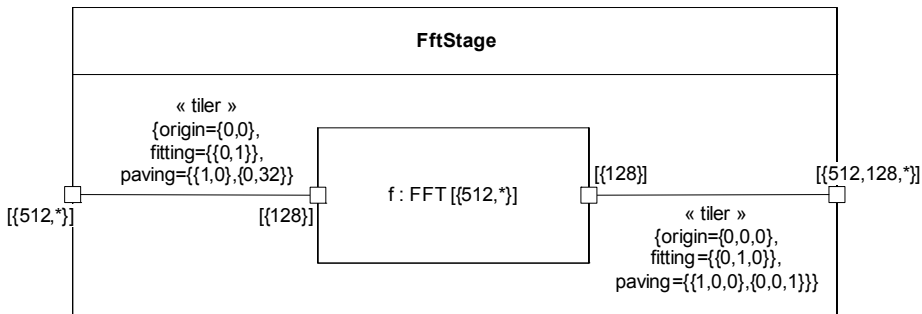 FftStage
« tiler »
{origin={0,0},
fitting={{0,1}},
paving={{1,0},{0,32}}
[{512,*}]
[{128}]
f : FFT [{512,*}]
[{128}]
[{512,128,*}]
« tiler »
{origin={0,0,0},
fitting={{0,1,0}},
paving={{1,0,0},{0,0,1}}}